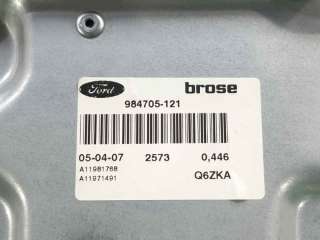 Ford brose
984705-121
05-04-07 2573 0,446
A11981768
A11971491 Q6ZKA